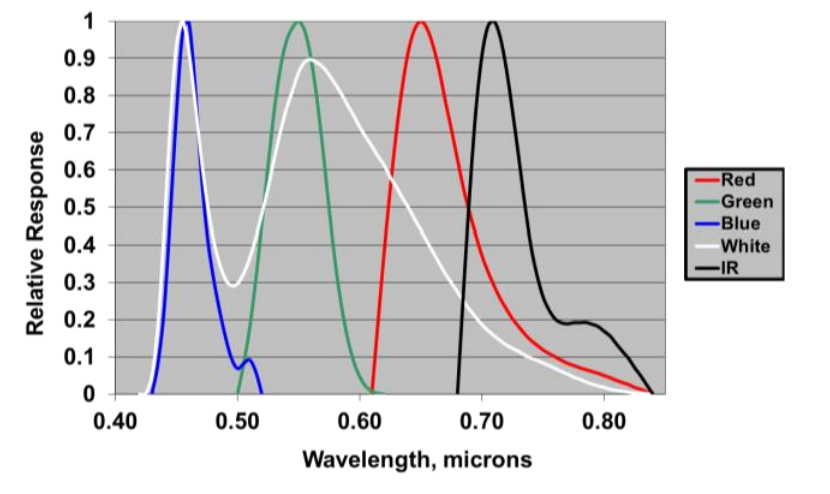 1
0.9
0.8
0.7
0.6
0.5
0.4
0.3
0.2
0.1
0
Relative Response
0.40 0.50 0.60 0.70 0.80
Wavelength, microns
Red
Green
Blue
White
IR